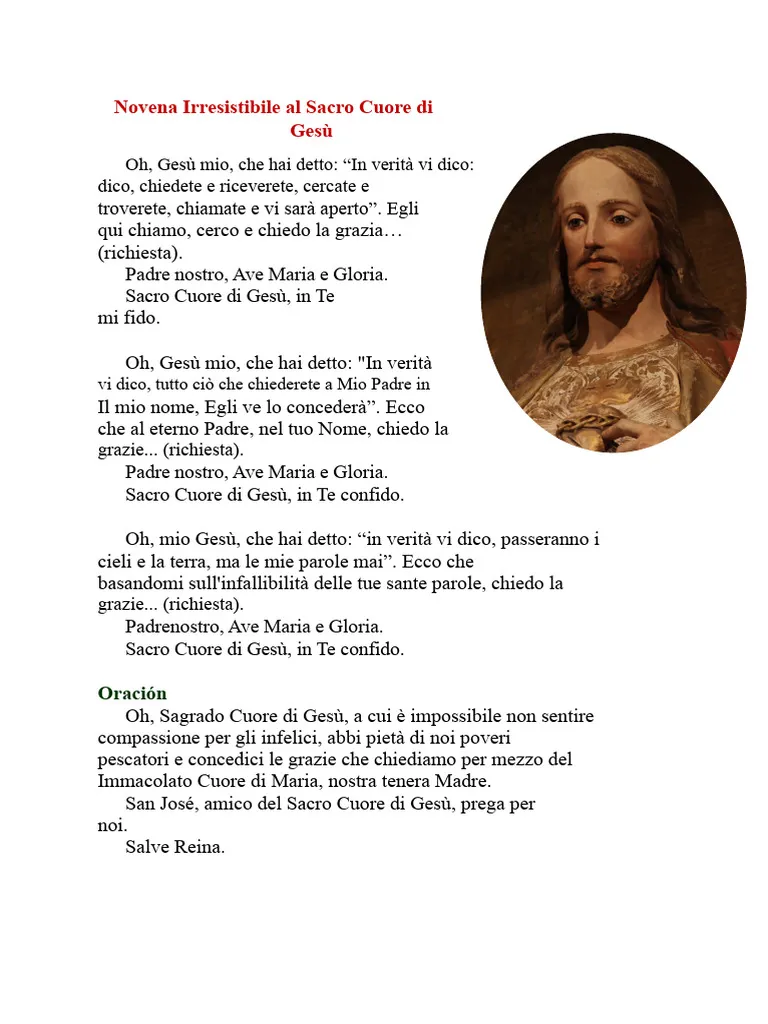 Novena Irresistibile al Sacro Cuore di
Gesù
Oh, Gesù mio, che hai detto: “In verità vi dico:
dico, chiedete e riceverete, cercate e
troverete, chiamate e vi sarà aperto”. Egli
qui chiamo, cerco e chiedo la grazia…
(richiesta).
Padre nostro, Ave Maria e Gloria.
Sacro Cuore di Gesù, in Te
mi fido.
Oh, Gesù mio, che hai detto: "In verità
vi dico, tutto ciò che chiederete a Mio Padre in
Il mio nome, Egli ve lo concederà”. Ecco
che al eterno Padre, nel tuo Nome, chiedo la
grazie... (richiesta).
Padre nostro, Ave Maria e Gloria.
Sacro Cuore di Gesù, in Te confido.
Oh, mio Gesù, che hai detto: “in verità vi dico, passeranno i
cieli e la terra, ma le mie parole mai”. Ecco che
basandomi sull'infallibilità delle tue sante parole, chiedo la
grazie... (richiesta).
Padrenostro, Ave Maria e Gloria.
Sacro Cuore di Gesù, in Te confido.
Oración
Oh, Sagrado Cuore di Gesù, a cui è impossibile non sentire
compassione per gli infelici, abbi pietà di noi poveri
pescatori e concedici le grazie che chiediamo per mezzo del
Immacolato Cuore di Maria, nostra tenera Madre.
San José, amico del Sacro Cuore di Gesù, prega per
noi.
Salve Reina.